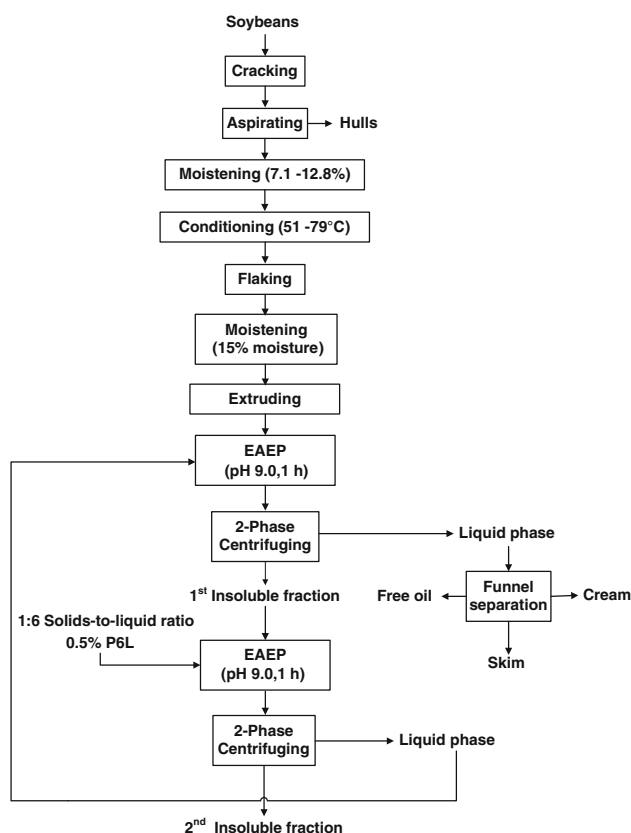 Soybeans
Cracking
Aspirating
Hulls
Moistening (7.1 -12.8%)
Conditioning (51 -79°C)
Flaking
Moistening
(15% moisture)
Extruding
EAEP
(pH 9.0,1 h)
2-Phase
Centrifuging
Liquid phase
Free oil
Funnel
separation
Cream
Skim
1st Insoluble fraction
1:6 Solids-to-liquid ratio
0.5% P6L
EAEP
(pH 9.0,1 h)
2-Phase
Centrifuging
Liquid phase
2nd Insoluble fraction